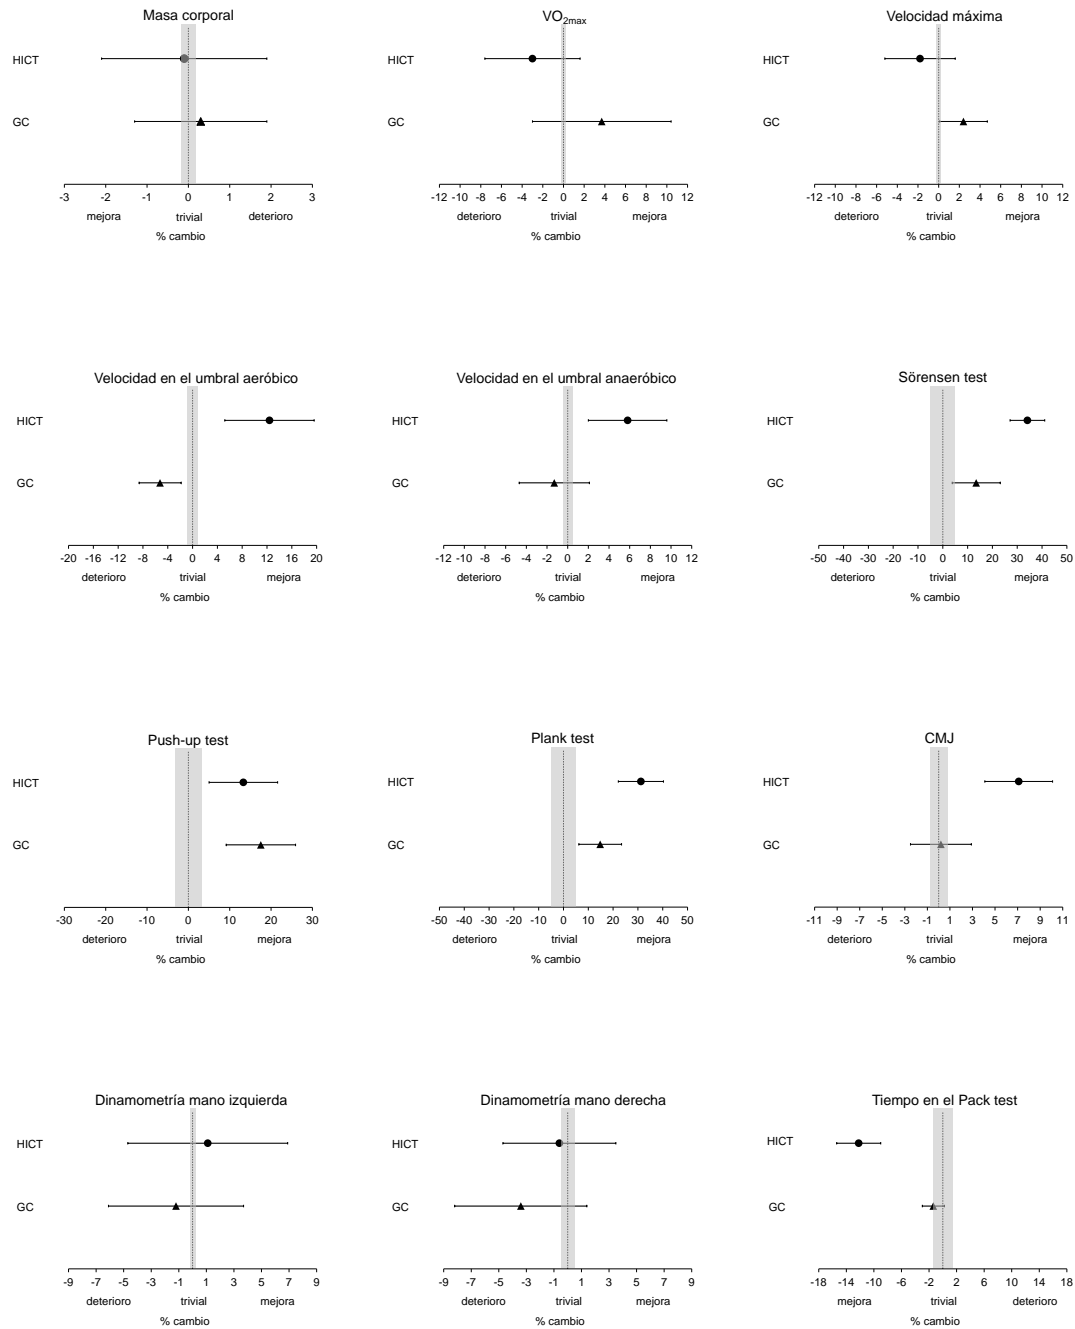 Masa corporal
HICT
GC
-3 -2 -1 0 1 2 3
mejora trivial deterioro
% cambio
VO2max
HICT
GC
-12 -10 -8 -6 -4 -2 0 2 4 6 8 10 12
deterioro trivial mejora
% cambio
Velocidad máxima
HICT
GC
-12 -10 -8 -6 -4 -2 0 2 4 6 8 10 12
deterioro trivial mejora
% cambio
Velocidad en el umbral aeróbico
HICT
GC
-20 -16 -12 -8 -4 0 4 8 12 16 20
deterioro trivial mejora
% cambio
Velocidad en el umbral anaeróbico
HICT
GC
-12 -10 -8 -6 -4 -2 0 2 4 6 8 10 12
deterioro trivial mejora
% cambio
Sörensen test
HICT
GC
-50 -40 -30 -20 -10 0 10 20 30 40 50
deterioro trivial mejora
% cambio
Push-up test
HICT
GC
-30 -20 -10 0 10 20 30
deterioro trivial mejora
% cambio
Plank test
HICT
GC
-50 -40 -30 -20 -10 0 10 20 30 40 50
deterioro trivial mejora
% cambio
CMJ
HICT
GC
-11 -9 -7 -5 -3 -1 1 3 5 7 9 11
deterioro trivial mejora
% cambio
Dinamometría mano izquierda
HICT
GC
-9 -7 -5 -3 -1 1 3 5 7 9
deterioro trivial mejora
% cambio
Dinamometría mano derecha
HICT
GC
-9 -7 -5 -3 -1 1 3 5 7 9
deterioro trivial mejora
% cambio
Tiempo en el Pack test
HICT
GC
-18 -14 -10 -6 -2 2 6 10 14 18
mejora trivial deterioro
% cambio